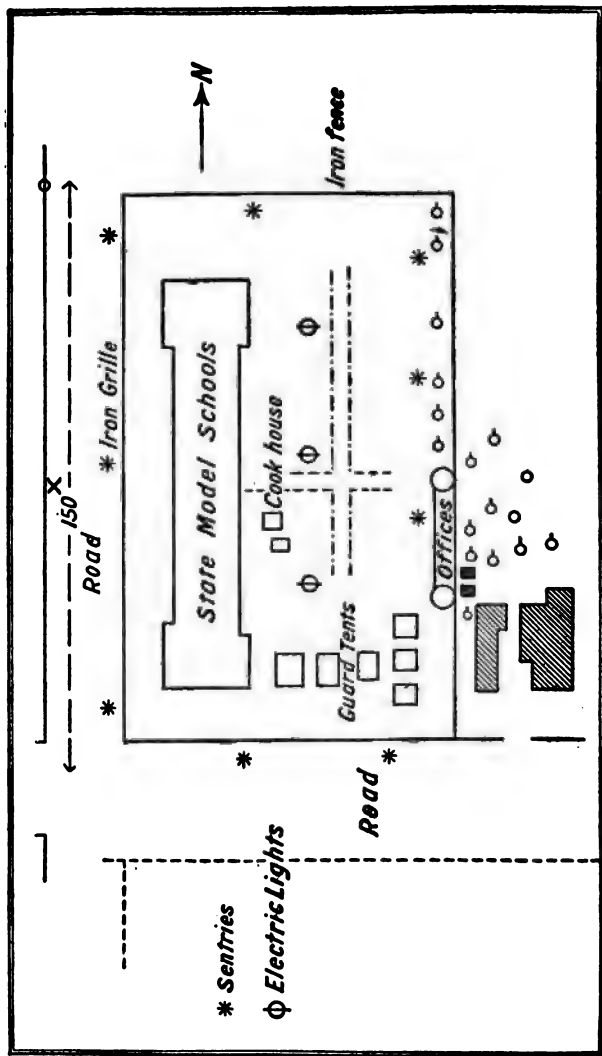 N
Iron fence
150
X
Road
Iron Grille
State Model Schools
Cook house
Offices
Guard Tents
Road
Sentries
Electric Lights